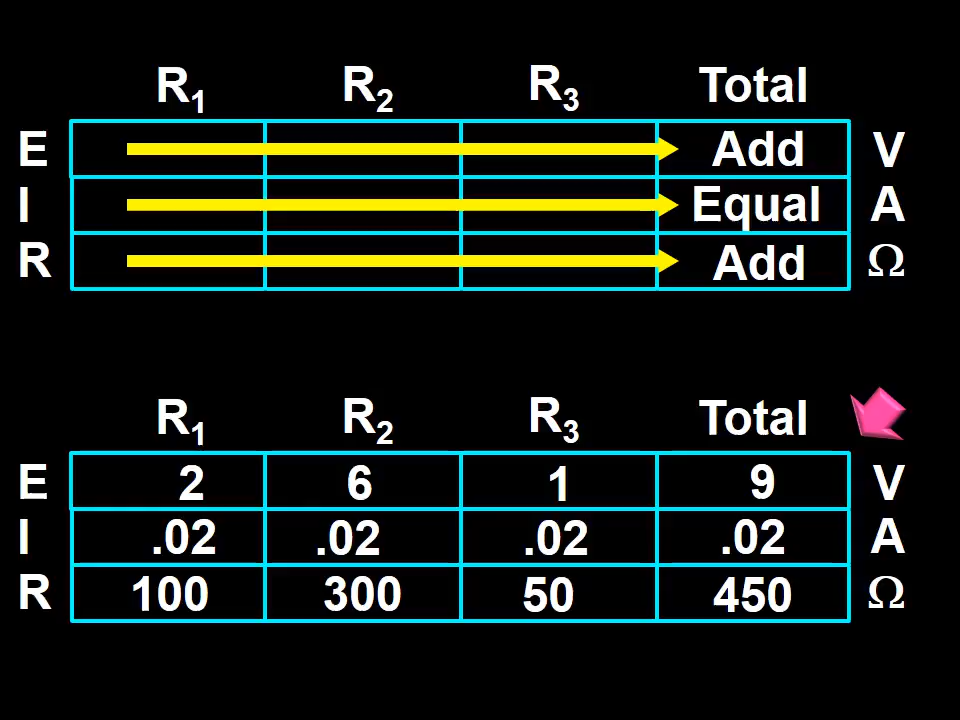 R1 R2 R3 Total
E Add V
I Equal A
R Add Ω
R1 R2 R3 Total
E 2 6 1 9 V
I .02 .02 .02 .02 A
R 100 300 50 450 Ω